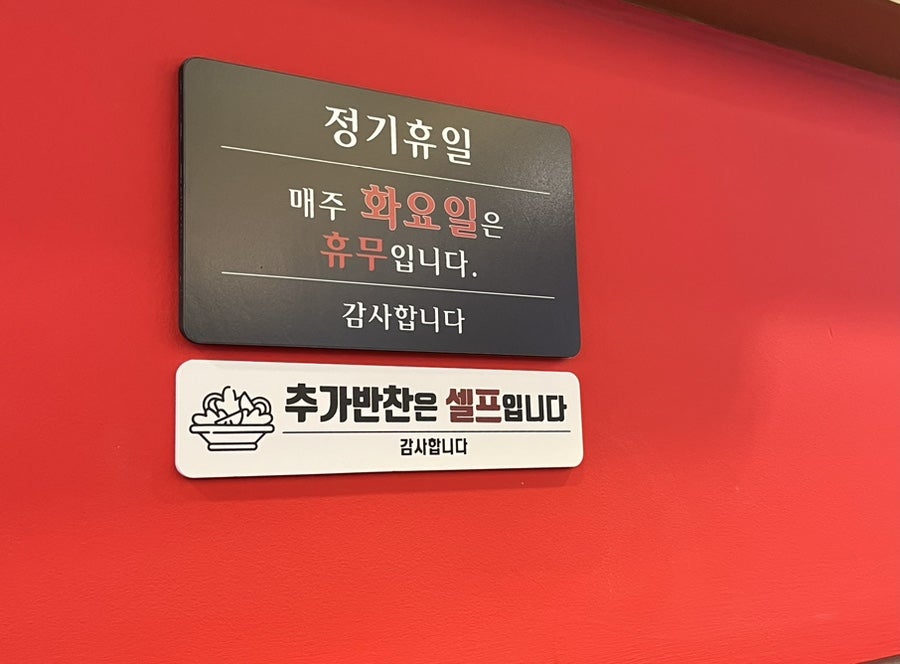 정기휴일
매주 화요일은
휴무입니다.
감사합니다
추가반찬은 셀프입니다
감사합니다